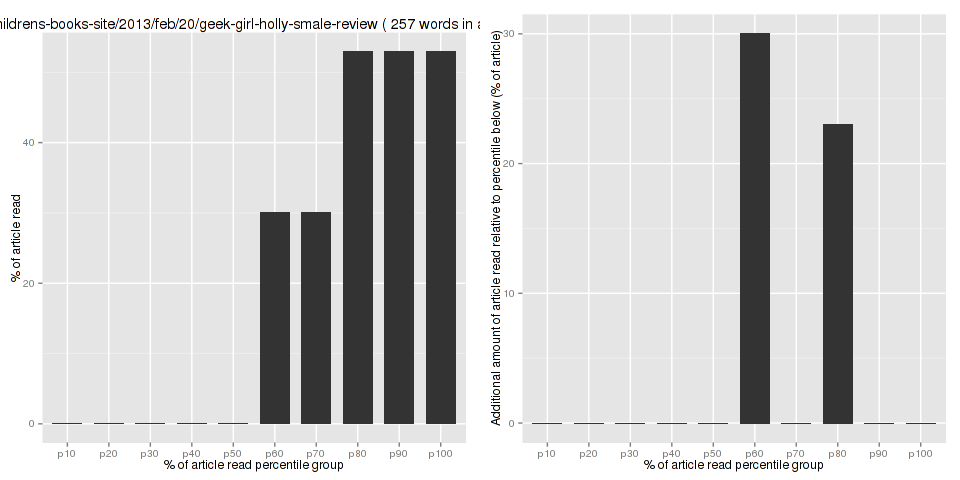 hildrens-books-site/2013/feb/20/geek-girl-holly-smale-review ( 257 words in
% of article read
40
20
0
p10 p20 p30 p40 p50 p60 p70 p80 p90 p100
% of article read percentile group
Additional amount of article read relative to percentile below (% of article)
30
20
10
0
p10 p20 p30 p40 p50 p60 p70 p80 p90 p100
% of article read percentile group